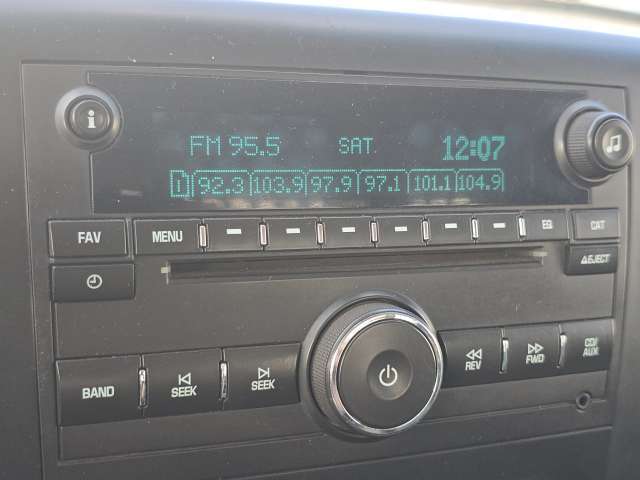 i
FM 95.5 SAT. 12:07
1 92.3 103.9 97.9 97.1 101.1 104.9
FAV MENU EQ CAT
EJECT
BAND SEEK SEEK REV FWD CD/AUX